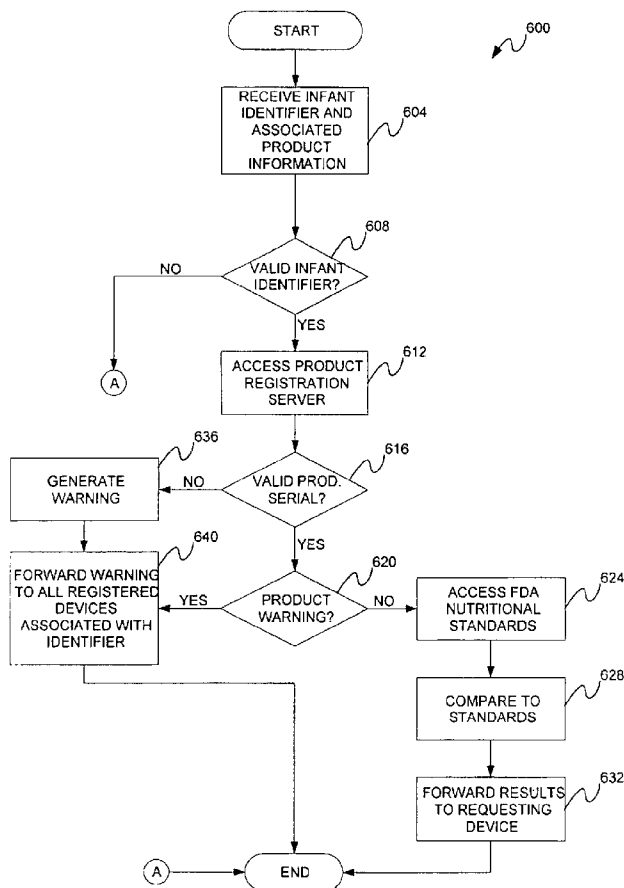 START
600
RECEIVE INFANT
IDENTIFIER AND
ASSOCIATED
PRODUCT
INFORMATION
604
608
VALID INFANT
IDENTIFIER?
NO
YES
A
ACCESS PRODUCT
REGISTRATION
SERVER
612
636
GENERATE
WARNING
NO
VALID PROD.
SERIAL?
616
YES
640
FORWARD WARNING
TO ALL REGISTERED
DEVICES
ASSOCIATED WITH
IDENTIFIER
YES
PRODUCT
WARNING?
620
NO
ACCESS FDA
NUTRITIONAL
STANDARDS
624
COMPARE TO
STANDARDS
628
FORWARD RESULTS
TO REQUESTING
DEVICE
632
A
END